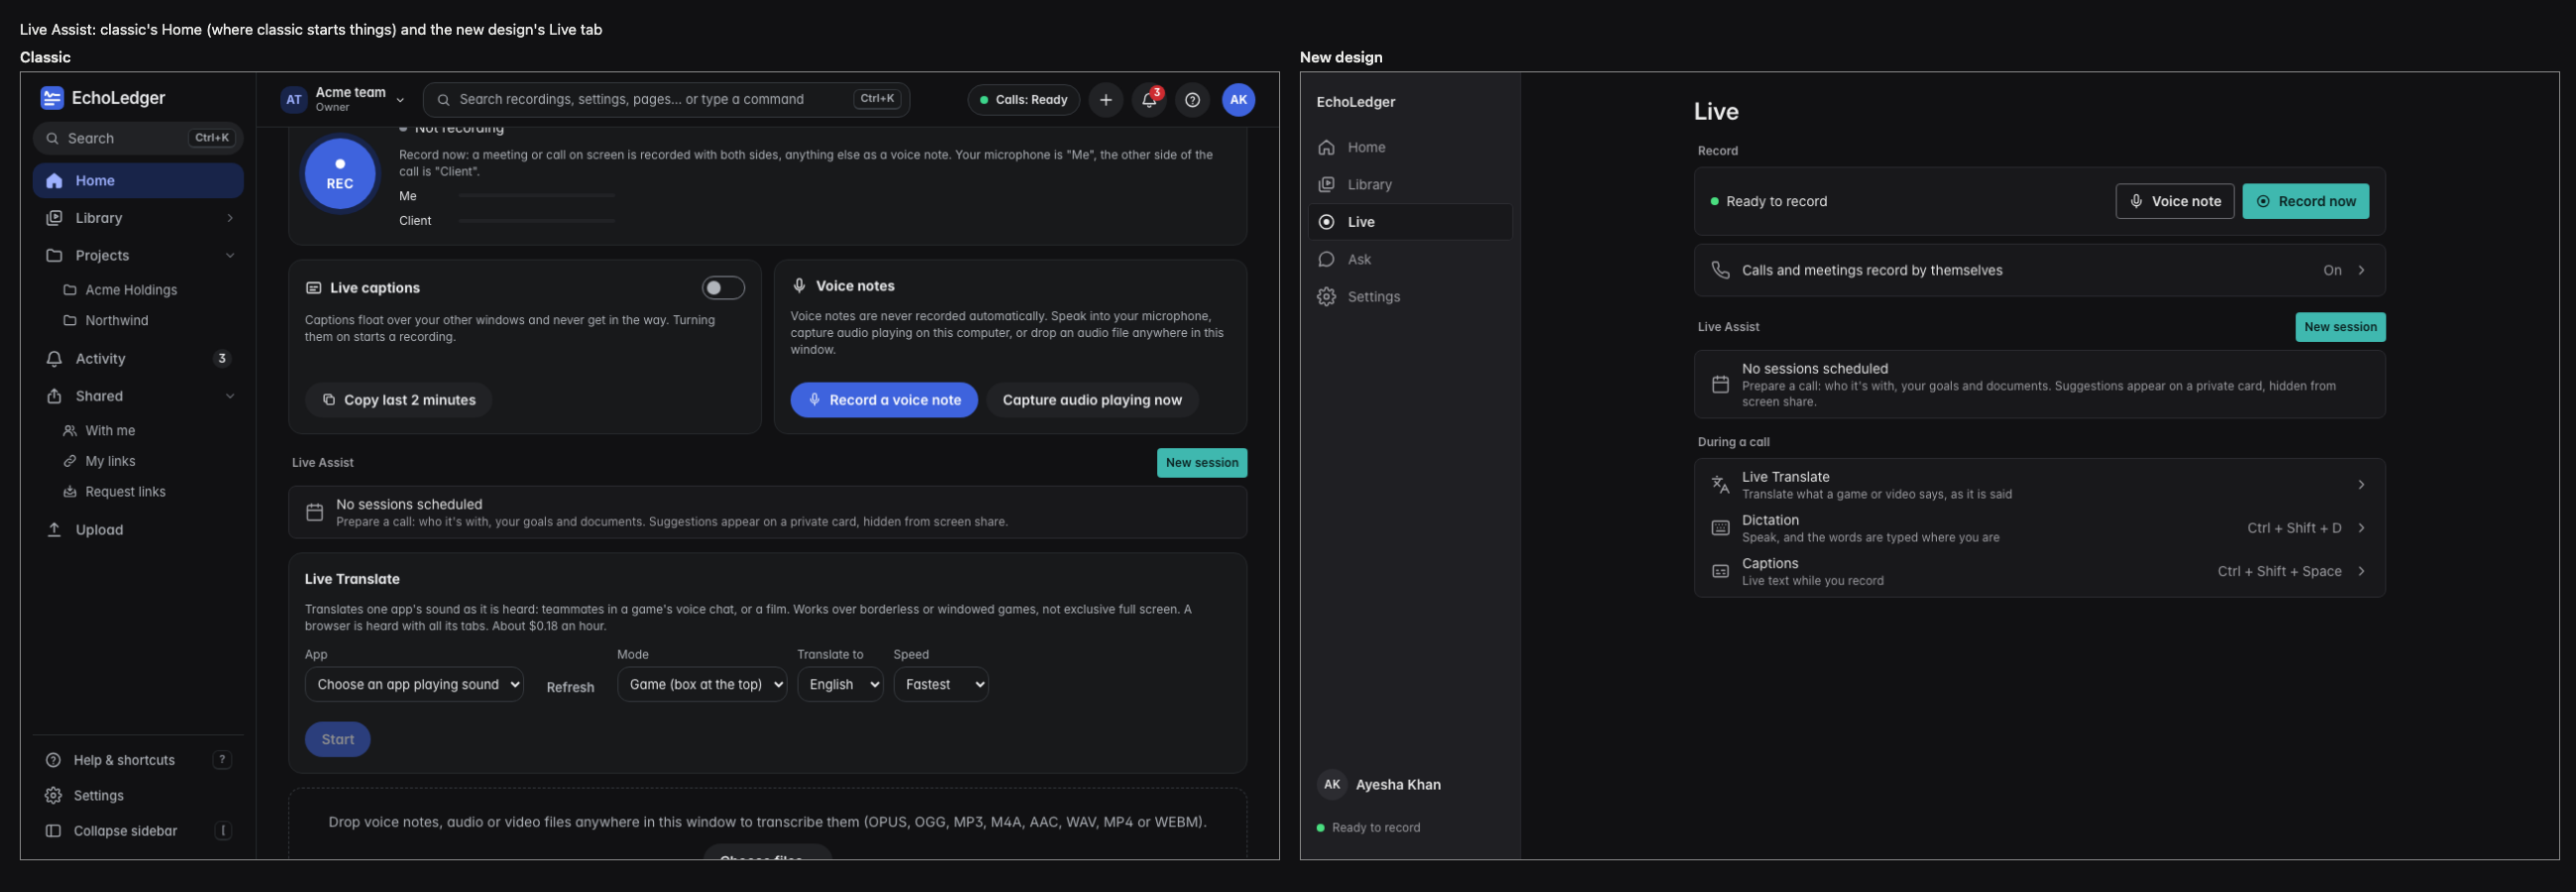 Live Assist: classic's Home (where classic starts things) and the new design's Live tab
Classic
EchoLedger
Search Ctrl+K
Home
Library
Projects
Acme Holdings
Northwind
Activity 3
Shared
With me
My links
Request links
Upload
Help & shortcuts ?
Settings
Collapse sidebar [
AT Acme team
Owner
Search recordings, settings, pages... or type a command Ctrl+K
Calls: Ready
3
AK
Not recording
REC
Record now: a meeting or call on screen is recorded with both sides, anything else as a voice note. Your microphone is "Me", the other side of the
call is "Client".
Me
Client
Live captions
Captions float over your other windows and never get in the way. Turning
them on starts a recording.
Copy last 2 minutes
Voice notes
Voice notes are never recorded automatically. Speak into your microphone,
capture audio playing on this computer, or drop an audio file anywhere in this
window.
Record a voice note Capture audio playing now
Live Assist New session
No sessions scheduled
Prepare a call: who it's with, your goals and documents. Suggestions appear on a private card, hidden from screen share.
Live Translate
Translates one app's sound as it is heard: teammates in a game's voice chat, or a film. Works over borderless or windowed games, not exclusive full screen. A
browser is heard with all its tabs. About $0.18 an hour.
App Mode Translate to Speed
Choose an app playing sound Refresh Game (box at the top) English Fastest
Start
Drop voice notes, audio or video files anywhere in this window to transcribe them (OPUS, OGG, MP3, M4A, AAC, WAV, MP4 or WEBM).
Choose files
New design
EchoLedger
Home
Library
Live
Ask
Settings
AK Ayesha Khan
Ready to record
Live
Record
Ready to record Voice note Record now
Calls and meetings record by themselves On
Live Assist New session
No sessions scheduled
Prepare a call: who it's with, your goals and documents. Suggestions appear on a private card, hidden from
screen share.
During a call
Live Translate
Translate what a game or video says, as it is said
Dictation Ctrl + Shift + D
Speak, and the words are typed where you are
Captions Ctrl + Shift + Space
Live text while you record